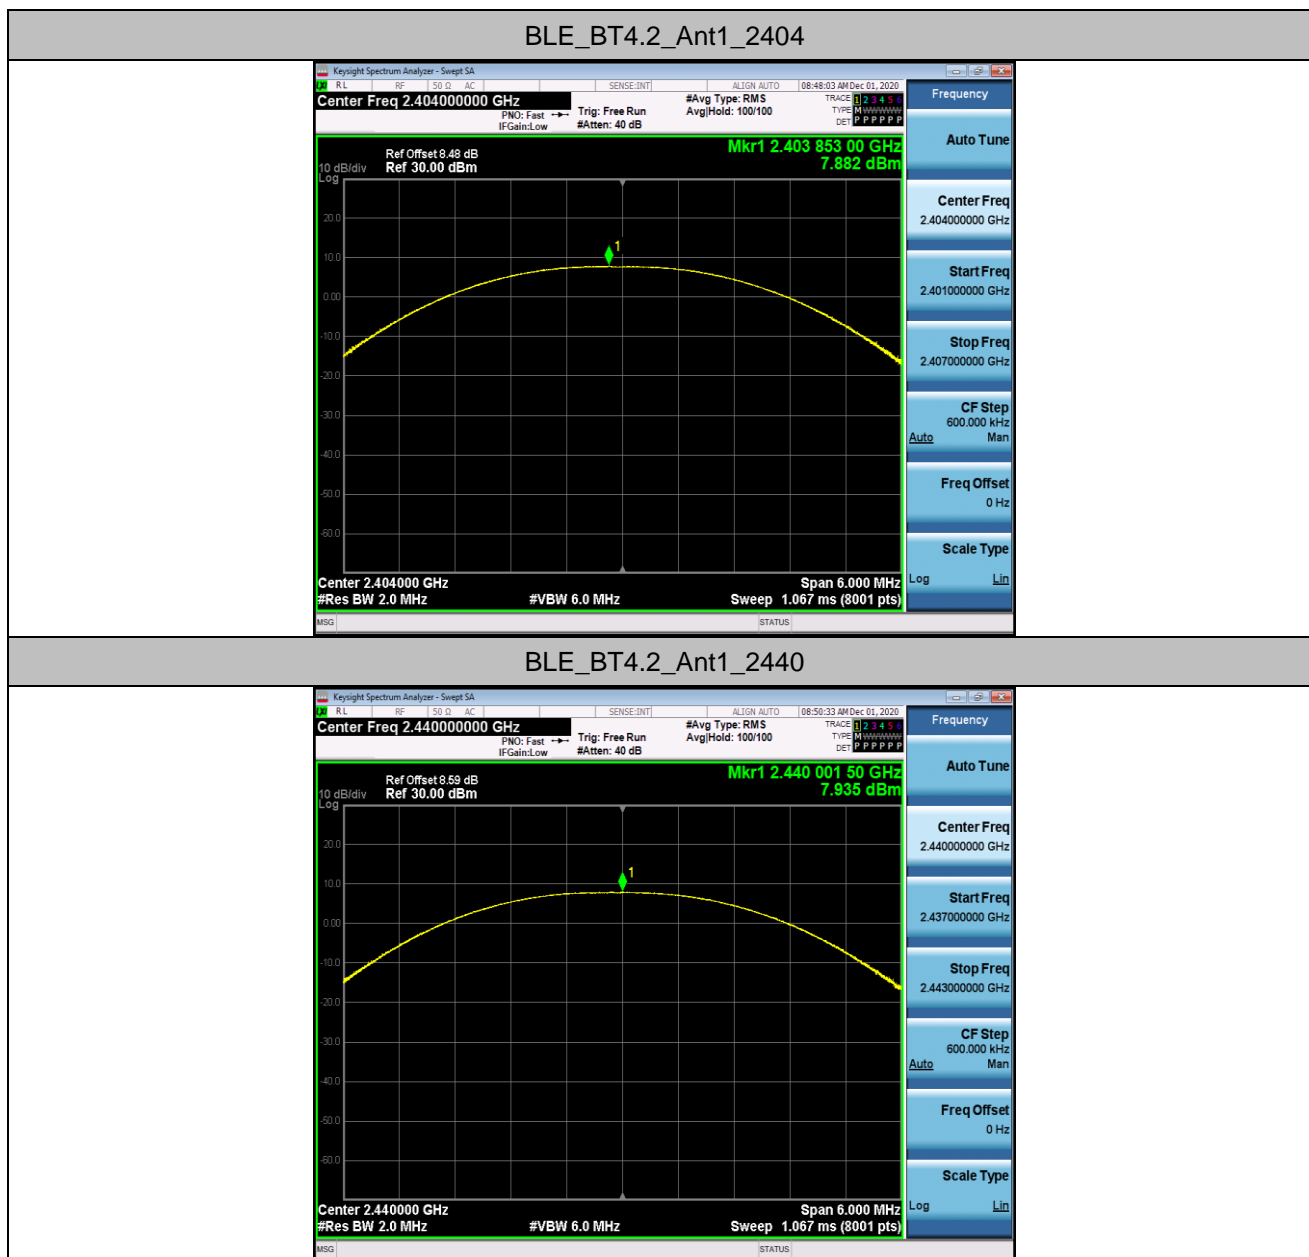 BLE_BT4.2_Ant1_2404
Keysight Spectrum Analyzer - Swept SA
RL RF 50 Ω AC SENSE:INT ALIGN AUTO 08:48:03 AM Dec 01, 2020
Center Freq 2.404000000 GHz
PNO: Fast
IFGain:Low
Trig: Free Run
#Atten: 40 dB
#Avg Type: RMS
Avg|Hold: 100/100
TRACE 1 2 3 4 5 6
TYPE M WWWWW
DET P P P P P P
Frequency
Mkr1 2.403 853 00 GHz
7.882 dBm
Ref Offset 8.48 dB
10 dB/div Ref 30.00 dBm
Log
20.0
10.0
0.00
-10.0
-20.0
-30.0
-40.0
-50.0
-60.0
1
Center 2.404000 GHz Span 6.000 MHz
#Res BW 2.0 MHz #VBW 6.0 MHz Sweep 1.067 ms (8001 pts)
Auto Tune
Center Freq
2.404000000 GHz
Start Freq
2.401000000 GHz
Stop Freq
2.407000000 GHz
CF Step
600.000 kHz
Auto Man
Freq Offset
0 Hz
Scale Type
Log Lin
MSG STATUS
BLE_BT4.2_Ant1_2440
Keysight Spectrum Analyzer - Swept SA
RL RF 50 Ω AC SENSE:INT ALIGN AUTO 08:50:33 AM Dec 01, 2020
Center Freq 2.440000000 GHz
PNO: Fast
IFGain:Low
Trig: Free Run
#Atten: 40 dB
#Avg Type: RMS
Avg|Hold: 100/100
TRACE 1 2 3 4 5 6
TYPE M WWWWW
DET P P P P P P
Frequency
Mkr1 2.440 001 50 GHz
7.935 dBm
Ref Offset 8.59 dB
10 dB/div Ref 30.00 dBm
Log
20.0
10.0
0.00
-10.0
-20.0
-30.0
-40.0
-50.0
-60.0
1
Center 2.440000 GHz Span 6.000 MHz
#Res BW 2.0 MHz #VBW 6.0 MHz Sweep 1.067 ms (8001 pts)
Auto Tune
Center Freq
2.440000000 GHz
Start Freq
2.437000000 GHz
Stop Freq
2.443000000 GHz
CF Step
600.000 kHz
Auto Man
Freq Offset
0 Hz
Scale Type
Log Lin
MSG STATUS